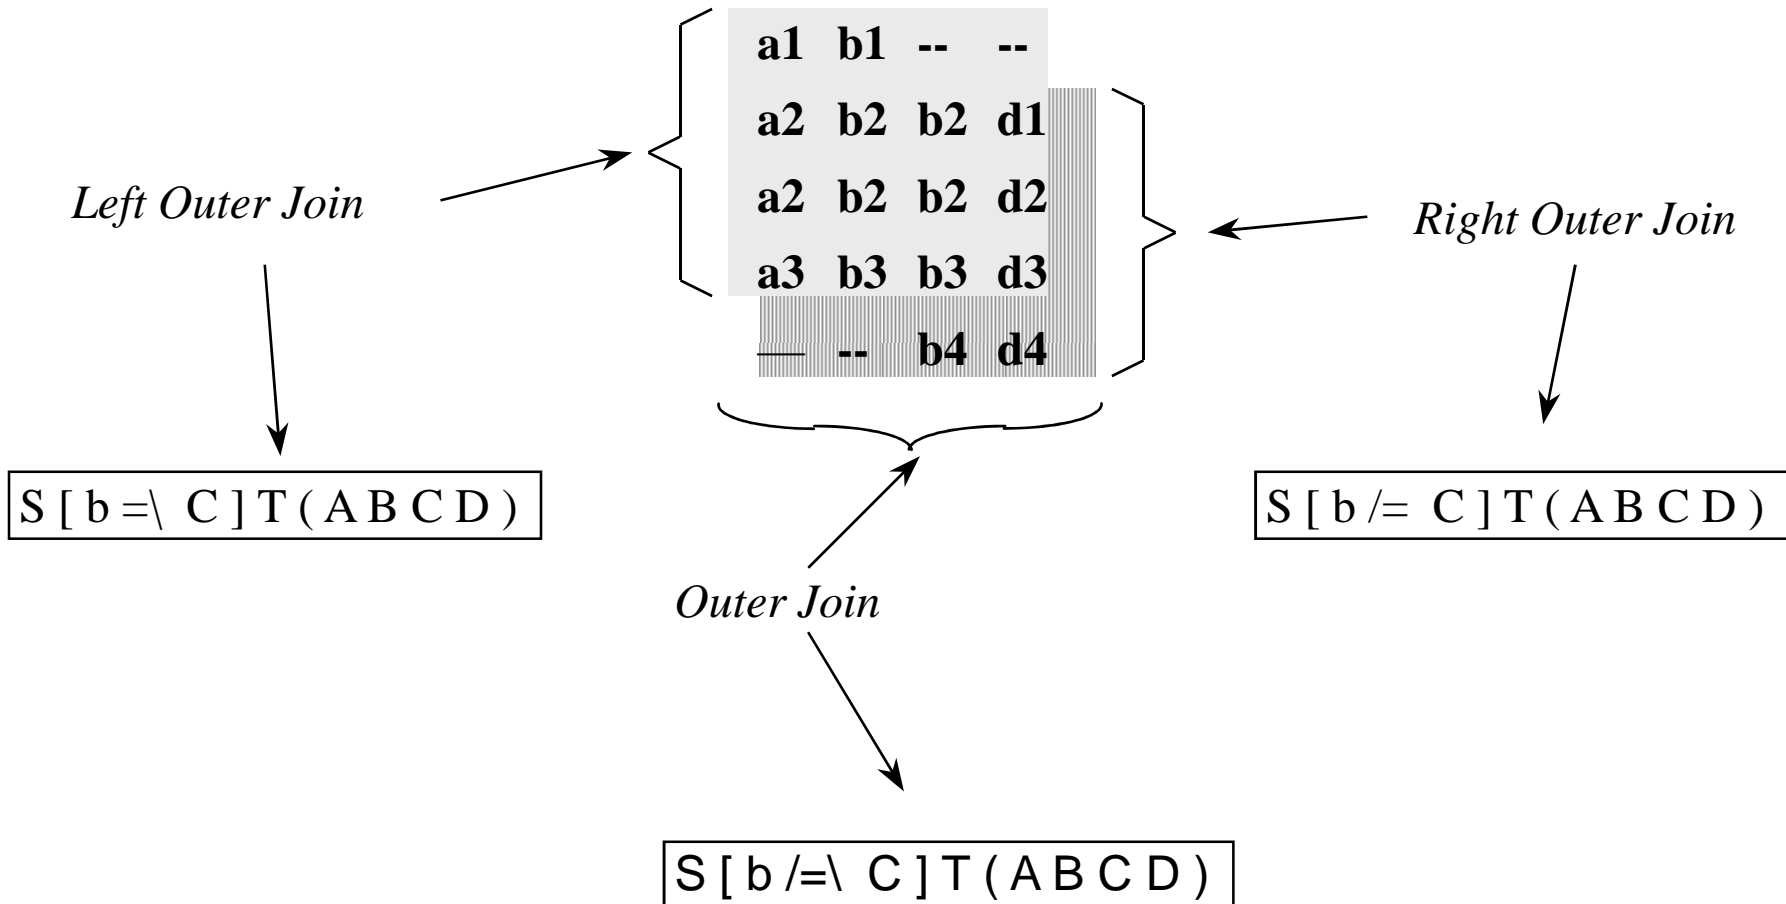 a1 b1 -- --
a2 b2 b2 d1
a2 b2 b2 d2
a3 b3 b3 d3
— -- b4 d4
Left Outer Join
Right Outer Join
S [ b =\ C ] T ( A B C D )
S [ b /= C ] T ( A B C D )
Outer Join
S [ b /=\ C ] T ( A B C D )